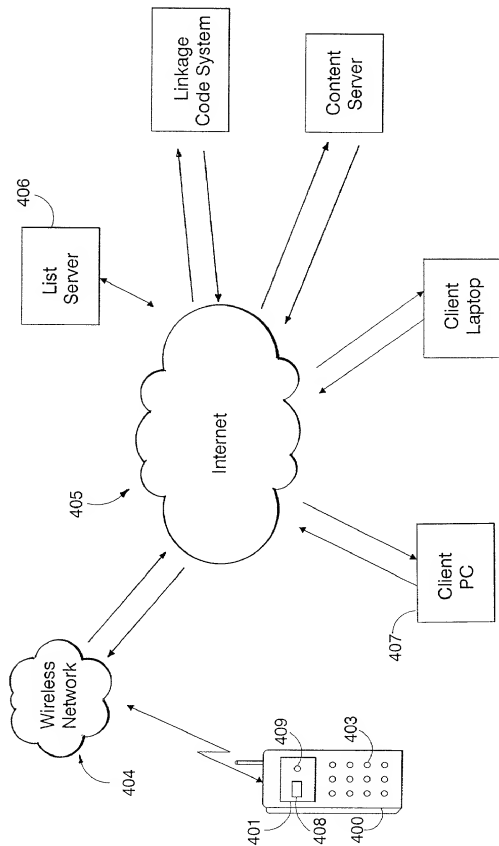 Wireless
Network
404
405
Internet
List
Server
406
Linkage
Code System
Content
Server
Client
Laptop
Client
PC
407
401
408
409
403
400